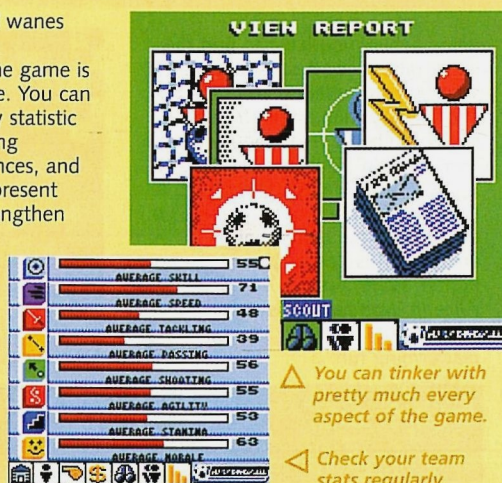 wanes
ne game is
e. You can
y statistic
ng
nces, and
present
engthen
VIEW REPORT
SCOUT
55
AVERAGE SKILL
71
AVERAGE SPEED
48
AVERAGE TACKLING
39
AVERAGE PASSING
56
AVERAGE SHOOTING
55
AVERAGE AGILITY
53
AVERAGE STAMINA
63
AVERAGE MORALE
△ You can tinker with
pretty much every
aspect of the game.
◁ Check your team
stats regularly